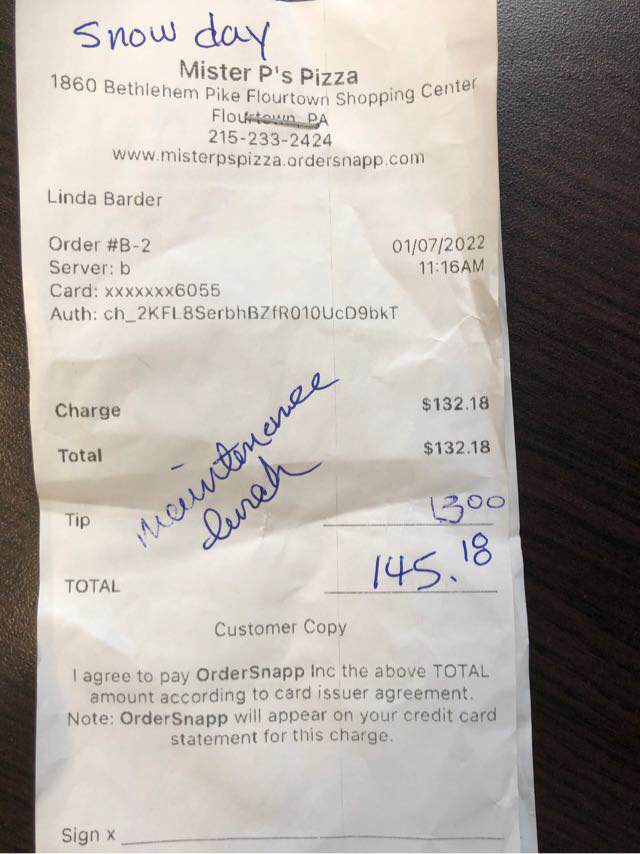 Snow day
Mister P's Pizza
1860 Bethlehem Pike Flourtown Shopping Center
Flourtown, PA
215-233-2424
www.misterpspizza.ordersnapp.com
Linda Barder
Order #B-2 01/07/2022
Server: b 11:16AM
Card: xxxxxxx6055
Auth: ch_2KFL8SerbhBZfR010UcD9bkT
Charge $132.18
Total $132.18
maintenance
lunch
Tip 1300
TOTAL 145.18
Customer Copy
I agree to pay OrderSnapp Inc the above TOTAL
amount according to card issuer agreement.
Note: OrderSnapp will appear on your credit card
statement for this charge.
Sign x